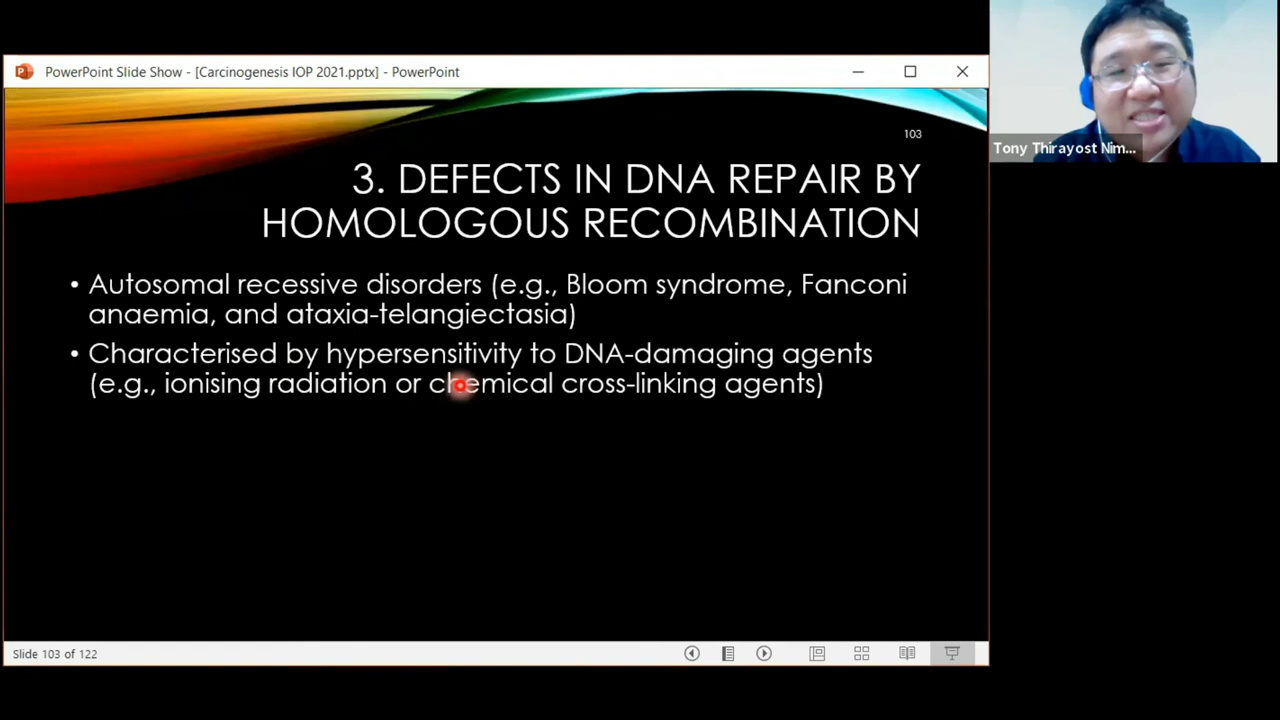 PowerPoint Slide Show - [Carcinogenesis IOP 2021.pptx] - PowerPoint
Tony Thirayost Nim...
103
3. DEFECTS IN DNA REPAIR BY
HOMOLOGOUS RECOMBINATION
• Autosomal recessive disorders (e.g., Bloom syndrome, Fanconi
anaemia, and ataxia-telangiectasia)
• Characterised by hypersensitivity to DNA-damaging agents
(e.g., ionising radiation or chemical cross-linking agents)
Slide 103 of 122